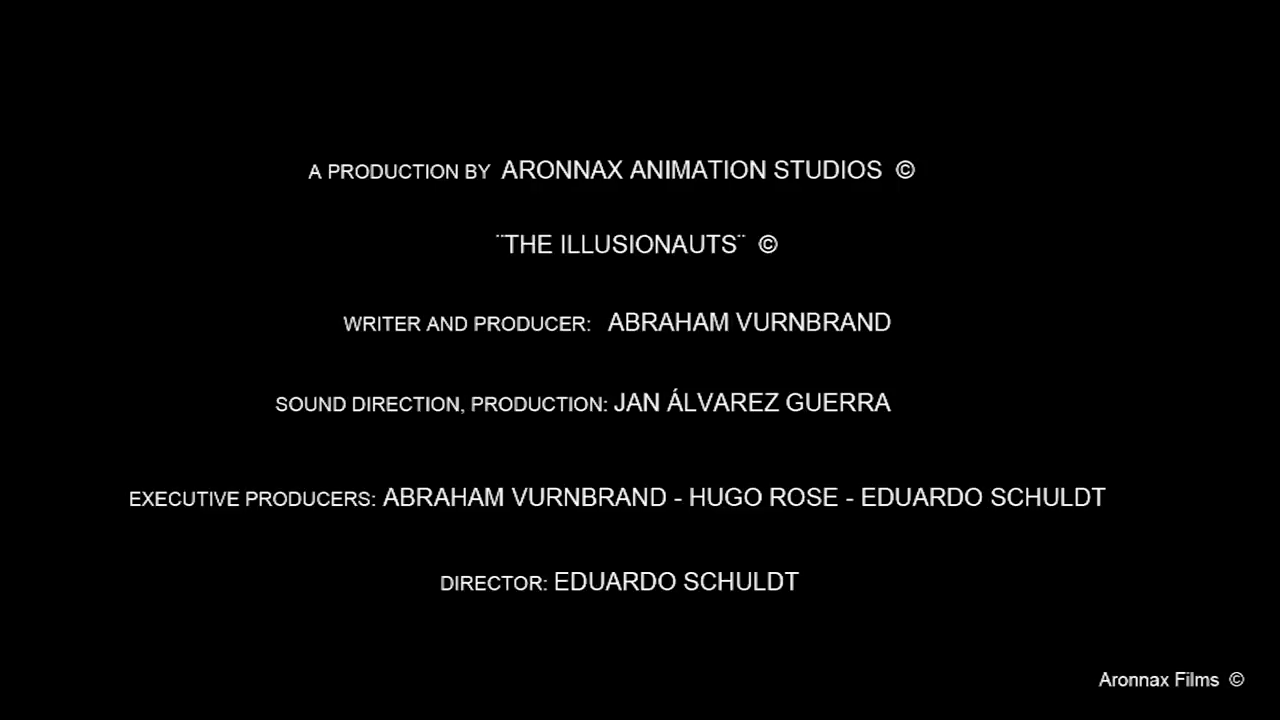 A PRODUCTION BY ARONNAX ANIMATION STUDIOS ©
¨THE ILLUSIONAUTS¨ ©
WRITER AND PRODUCER: ABRAHAM VURNBRAND
SOUND DIRECTION, PRODUCTION: JAN ÁLVAREZ GUERRA
EXECUTIVE PRODUCERS: ABRAHAM VURNBRAND - HUGO ROSE - EDUARDO SCHULDT
DIRECTOR: EDUARDO SCHULDT
Aronnax Films ©